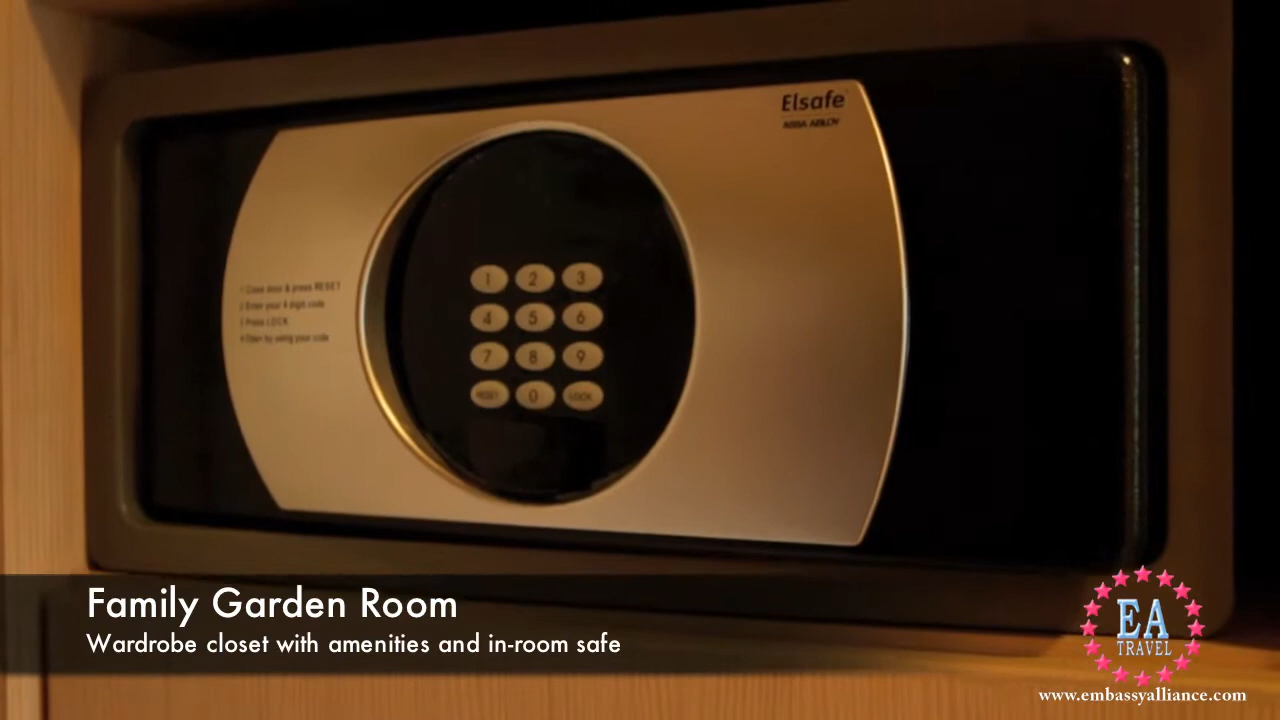 Elsafe
ASSA ABLOY
1 Close door & press RESET
2 Enter your 4 digit code
3 Press LOCK
4 Open by using your code
1 2 3
4 5 6
7 8 9
RESET 0 LOCK
Family Garden Room
Wardrobe closet with amenities and in-room safe
EA
TRAVEL
www.embassyalliance.com